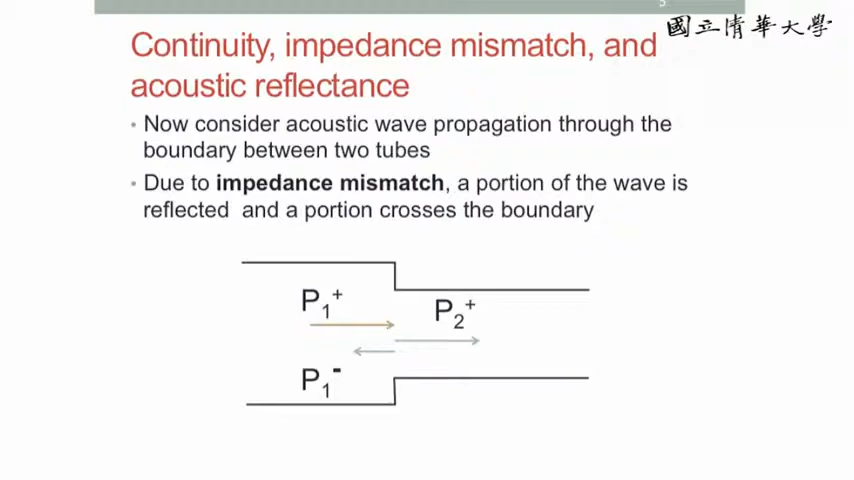 5
國立清華大學
Continuity, impedance mismatch, and
acoustic reflectance
• Now consider acoustic wave propagation through the
boundary between two tubes
• Due to impedance mismatch, a portion of the wave is
reflected and a portion crosses the boundary
P₁⁺
P₂⁺
P₁⁻